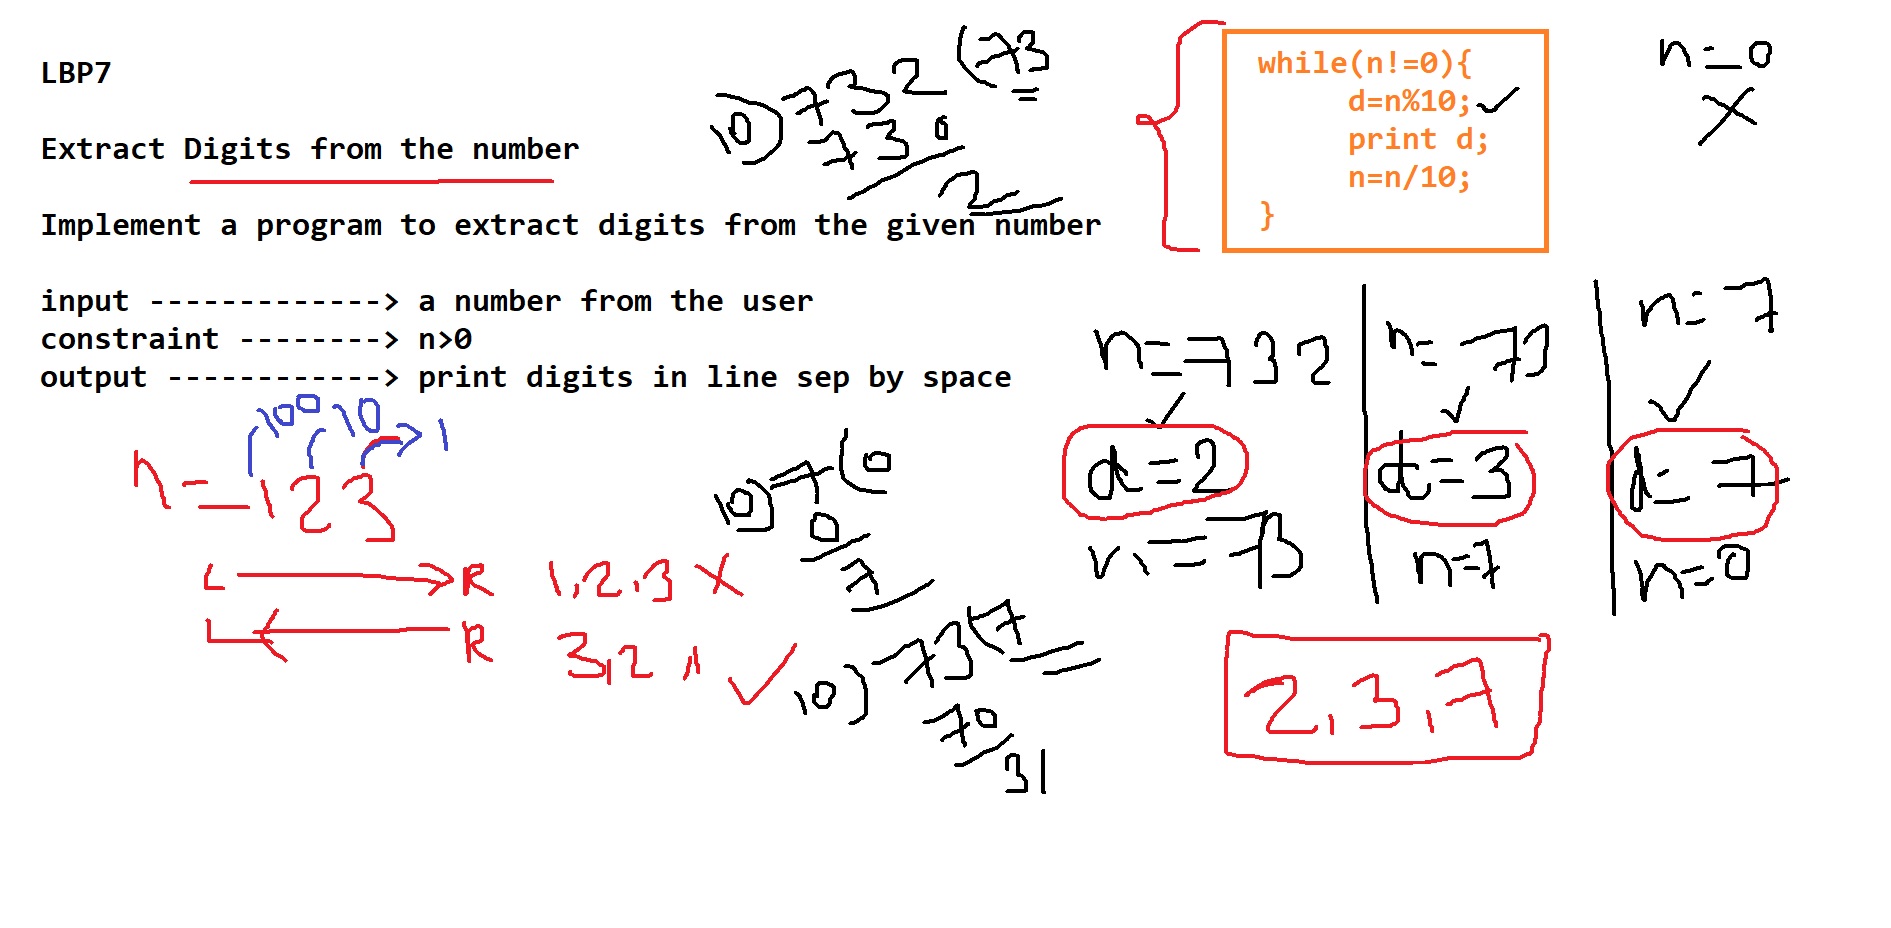 LBP7
Extract Digits from the number
Implement a program to extract digits from the given number
input -------------> a number from the user
constraint --------> n>0
output ------------> print digits in line sep by space
100 10 1
n=123
L R 1,2,3 X
L R 3,2,1 ✓
10)732(73
730
2
10)7(0
0
7
10)73(7
70
3
while(n!=0){
d=n%10; ✓
print d;
n=n/10;
}
n=0
X
n=732
✓
d=2
n=73
n=73
✓
d=3
n=7
n=7
✓
d=7
n=0
2,3,7